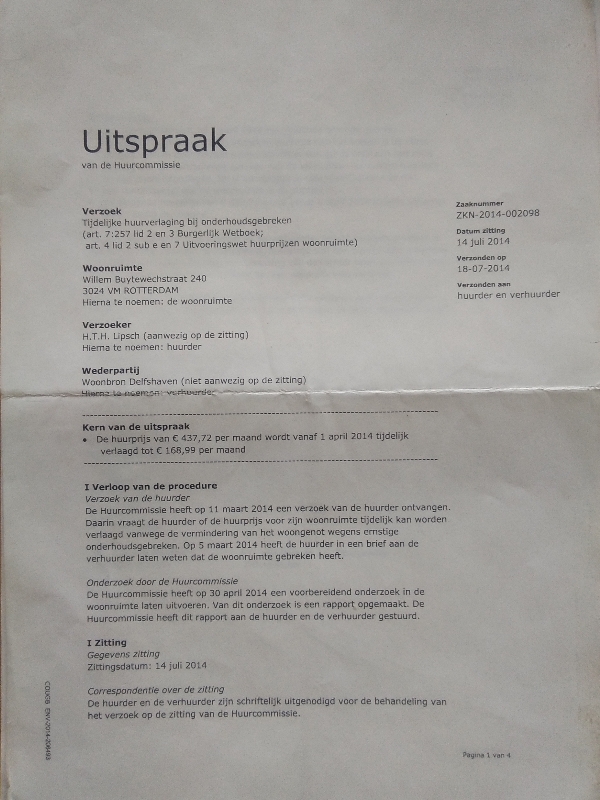 Uitspraak
van de Huurcommissie
Verzoek
Tijdelijke huurverlaging bij onderhoudsgebreken
(art. 7:257 lid 2 en 3 Burgerlijk Wetboek;
art. 4 lid 2 sub e en 7 Uitvoeringswet huurprijzen woonruimte)
Woonruimte
Willem Buytewechstraat 240
3024 VM ROTTERDAM
Hierna te noemen: de woonruimte
Verzoeker
H.T.H. Lipsch (aanwezig op de zitting)
Hierna te noemen: huurder
Wederpartij
Woonbron Delfshaven (niet aanwezig op de zitting)
Hierna te noemen: verhuurder
Zaaknummer
ZKN-2014-002098
Datum zitting
14 juli 2014
Verzonden op
18-07-2014
Verzonden aan
huurder en verhuurder
Kern van de uitspraak
• De huurprijs van € 437,72 per maand wordt vanaf 1 april 2014 tijdelijk
verlaagd tot € 168,99 per maand
I Verloop van de procedure
Verzoek van de huurder
De Huurcommissie heeft op 11 maart 2014 een verzoek van de huurder ontvangen.
Daarin vraagt de huurder of de huurprijs voor zijn woonruimte tijdelijk kan worden
verlaagd vanwege de vermindering van het woongenot wegens ernstige
onderhoudsgebreken. Op 5 maart 2014 heeft de huurder in een brief aan de
verhuurder laten weten dat de woonruimte gebreken heeft.
Onderzoek door de Huurcommissie
De Huurcommissie heeft op 30 april 2014 een voorbereidend onderzoek in de
woonruimte laten uitvoeren. Van dit onderzoek is een rapport opgemaakt. De
Huurcommissie heeft dit rapport aan de huurder en de verhuurder gestuurd.
I Zitting
Gegevens zitting
Zittingsdatum: 14 juli 2014
Correspondentie over de zitting
De huurder en de verhuurder zijn schriftelijk uitgenodigd voor de behandeling van
het verzoek op de zitting van de Huurcommissie.
Pagina 1 van 4